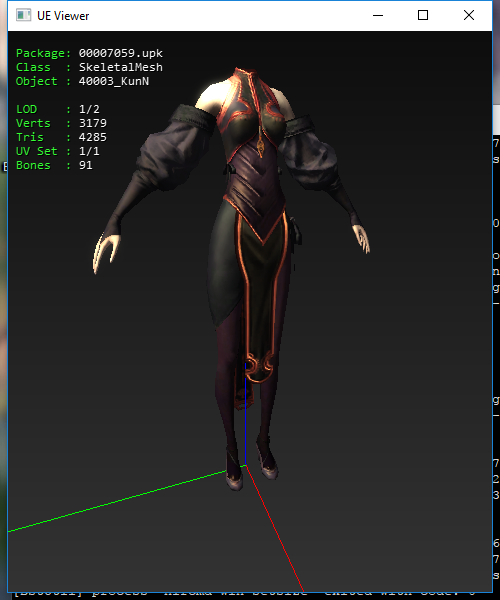 UE Viewer
Package: 00007059.upk
Class  : SkeletalMesh
Object : 40003_KunN
LOD    : 1/2
Verts  : 3179
Tris   : 4285
UV Set : 1/1
Bones  : 91